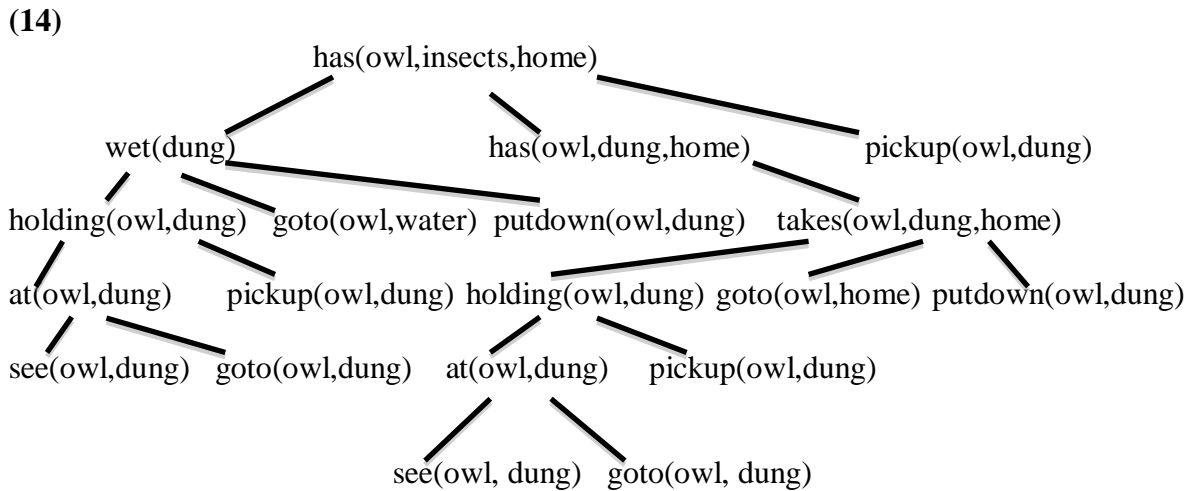 (14)
has(owl,insects,home)
wet(dung) has(owl,dung,home) pickup(owl,dung)
holding(owl,dung) goto(owl,water) putdown(owl,dung) takes(owl,dung,home)
at(owl,dung) pickup(owl,dung) holding(owl,dung) goto(owl,home) putdown(owl,dung)
see(owl,dung) goto(owl,dung) at(owl,dung) pickup(owl,dung)
see(owl, dung) goto(owl, dung)